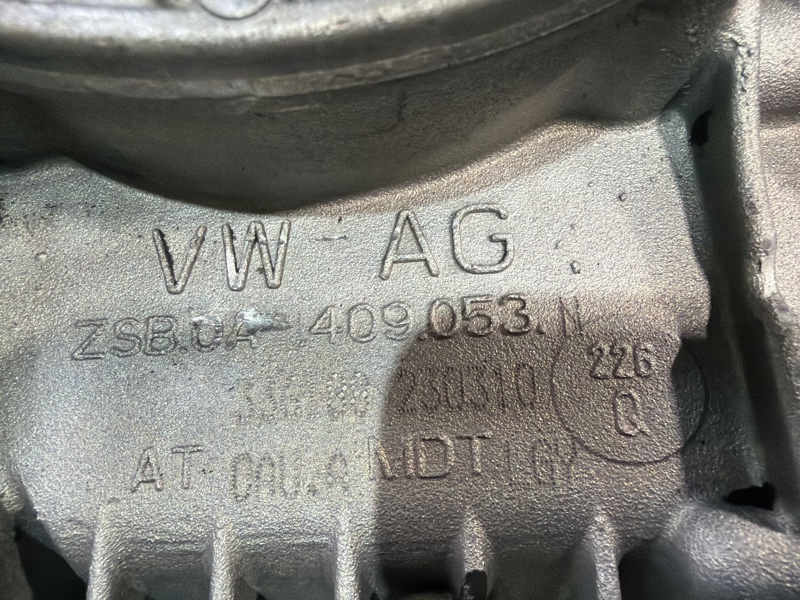 VW AG
ZSB.0A 409.053.N
230310
226
Q
AT MDT